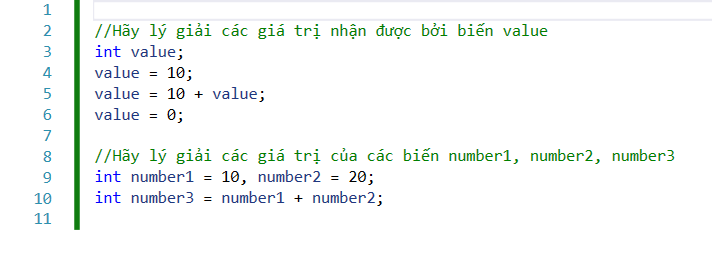 1
2 //Hãy lý giải các giá trị nhận được bởi biến value
3 int value;
4 value = 10;
5 value = 10 + value;
6 value = 0;
7
8 //Hãy lý giải các giá trị của các biến number1, number2, number3
9 int number1 = 10, number2 = 20;
10 int number3 = number1 + number2;
11